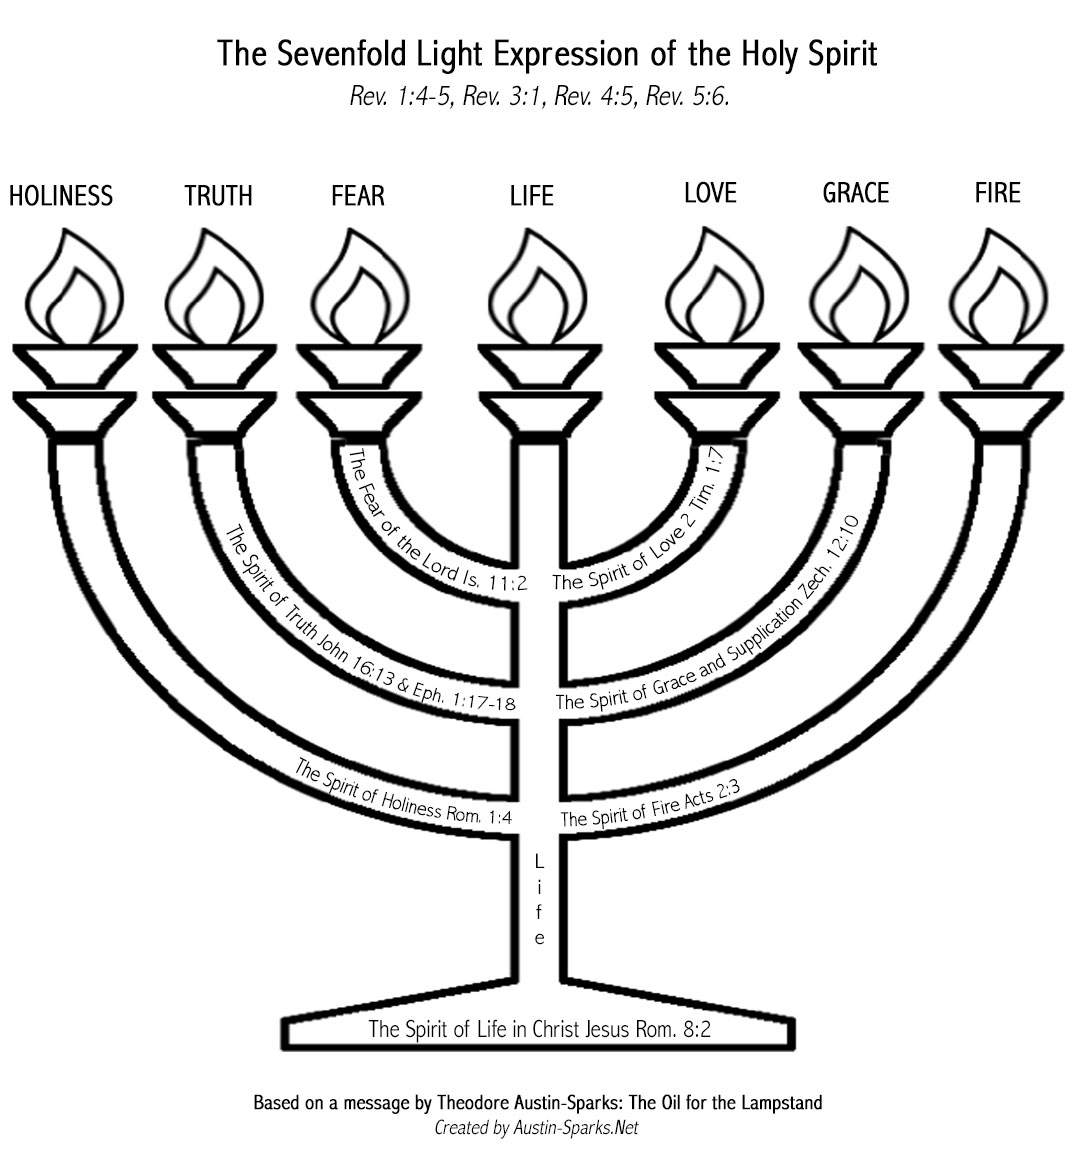 The Sevenfold Light Expression of the Holy Spirit
Rev. 1:4-5, Rev. 3:1, Rev. 4:5, Rev. 5:6.
HOLINESS TRUTH FEAR LIFE LOVE GRACE FIRE
The Fear of the Lord Is. 11:2
The Spirit of Love 2 Tim. 1:7
The Spirit of Truth John 16:13 & Eph. 1:17-18
The Spirit of Grace and Supplication Zech. 12:10
The Spirit of Holiness Rom. 1:4
The Spirit of Fire Acts 2:3
Life
The Spirit of Life in Christ Jesus Rom. 8:2
Based on a message by Theodore Austin-Sparks: The Oil for the Lampstand
Created by Austin-Sparks.Net